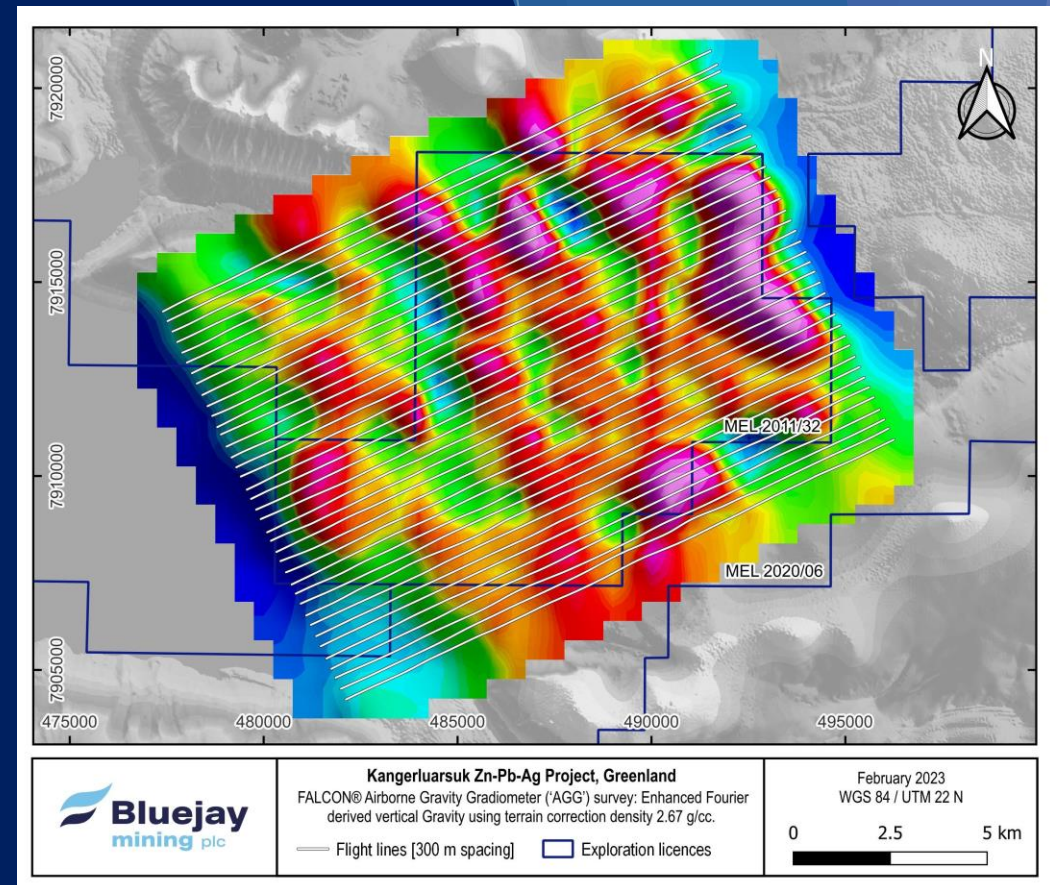 N
7920000
7915000
7910000
7905000
MEL 2011/32
MEL 2020/06
475000 480000 485000 490000 495000
Bluejay
mining plc
Kangerluarsuk Zn-Pb-Ag Project, Greenland
FALCON® Airborne Gravity Gradiometer (‘AGG’) survey: Enhanced Fourier
derived vertical Gravity using terrain correction density 2.67 g/cc.
Flight lines [300 m spacing] Exploration licences
February 2023
WGS 84 / UTM 22 N
0 2.5 5 km